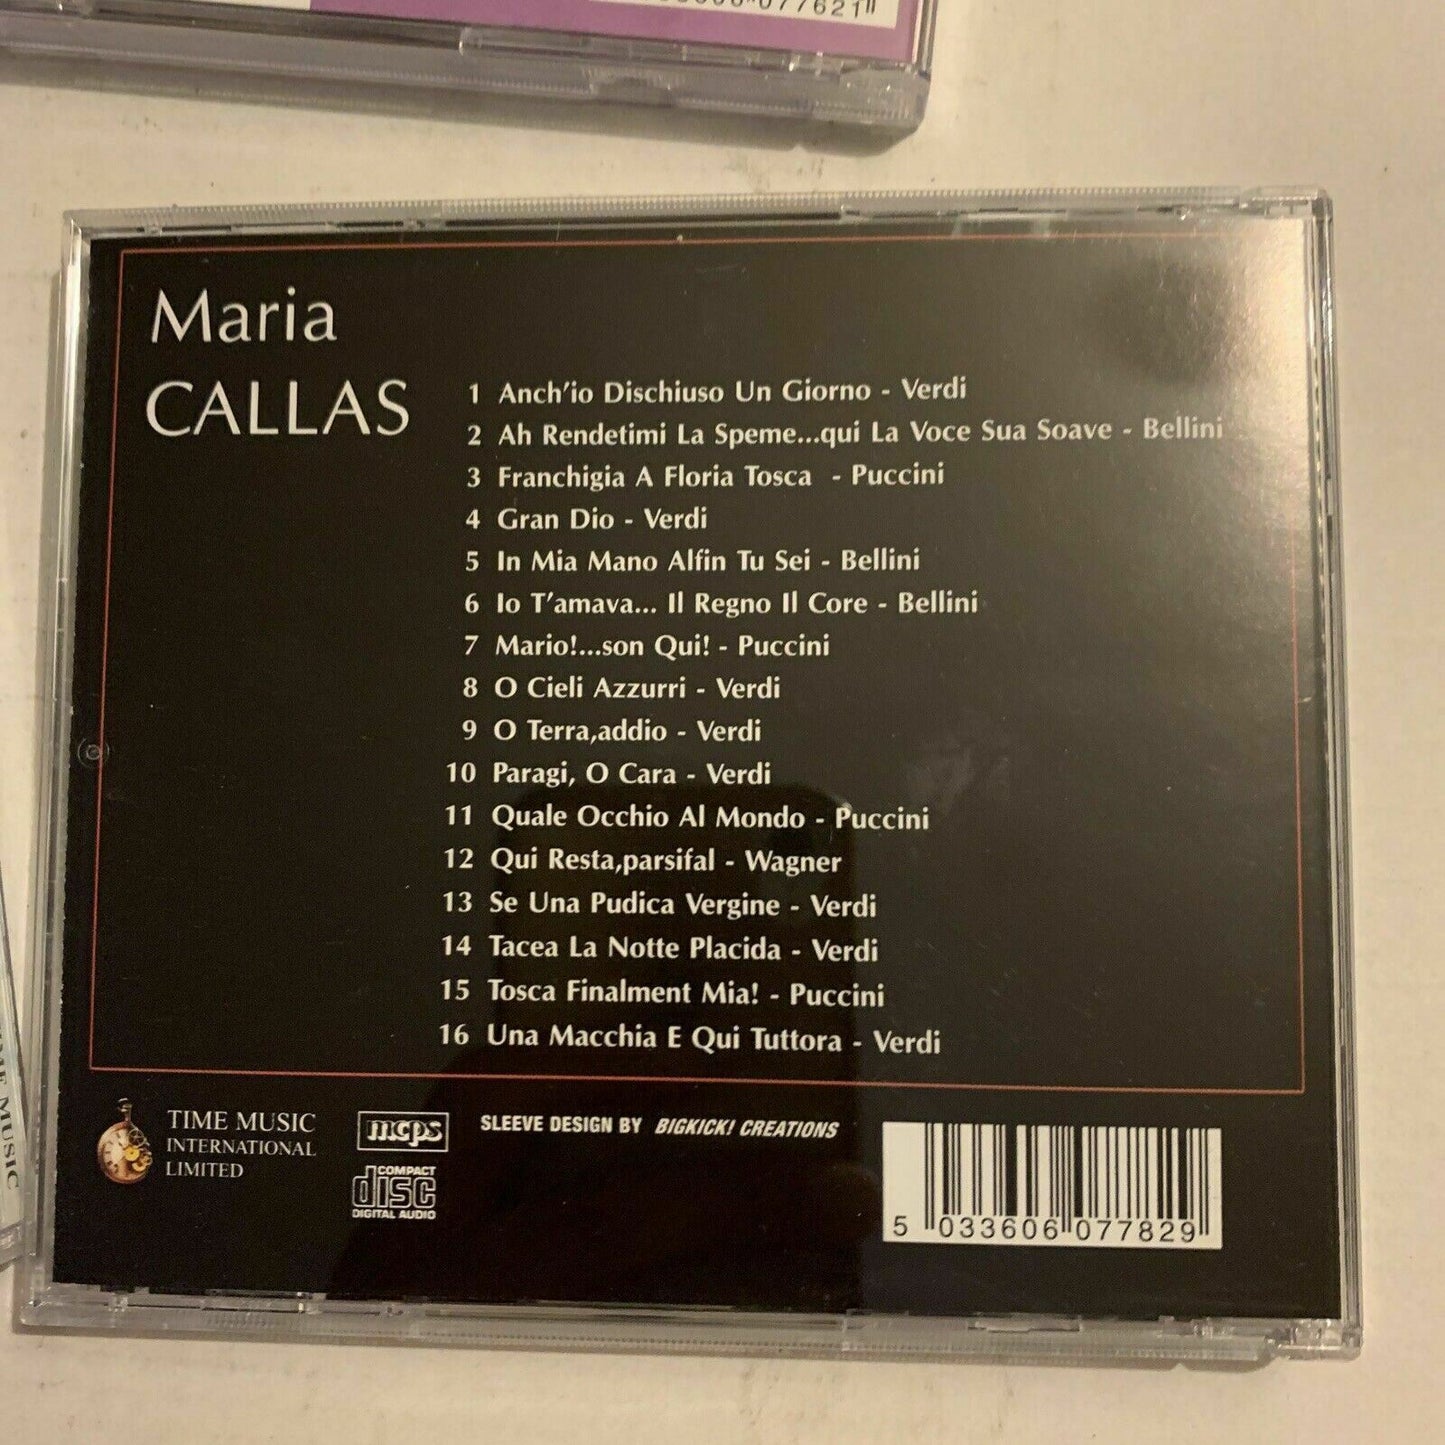 077621
Maria
CALLAS
1 Anch'io Dischiuso Un Giorno - Verdi
2 Ah Rendetimi La Speme...qui La Voce Sua Soave - Bellini
3 Franchigia A Floria Tosca - Puccini
4 Gran Dio - Verdi
5 In Mia Mano Alfin Tu Sei - Bellini
6 Io T'amava... Il Regno Il Core - Bellini
7 Mario!...son Qui! - Puccini
8 O Cieli Azzurri - Verdi
9 O Terra,addio - Verdi
10 Paragi, O Cara - Verdi
11 Quale Occhio Al Mondo - Puccini
12 Qui Resta,parsifal - Wagner
13 Se Una Pudica Vergine - Verdi
14 Tacea La Notte Placida - Verdi
15 Tosca Finalment Mia! - Puccini
16 Una Macchia E Qui Tuttora - Verdi
TIME MUSIC
INTERNATIONAL
LIMITED
mcps
COMPACT
disc
DIGITAL AUDIO
SLEEVE DESIGN BY BIGKICK! CREATIONS
5 033606 077829
MUSIC